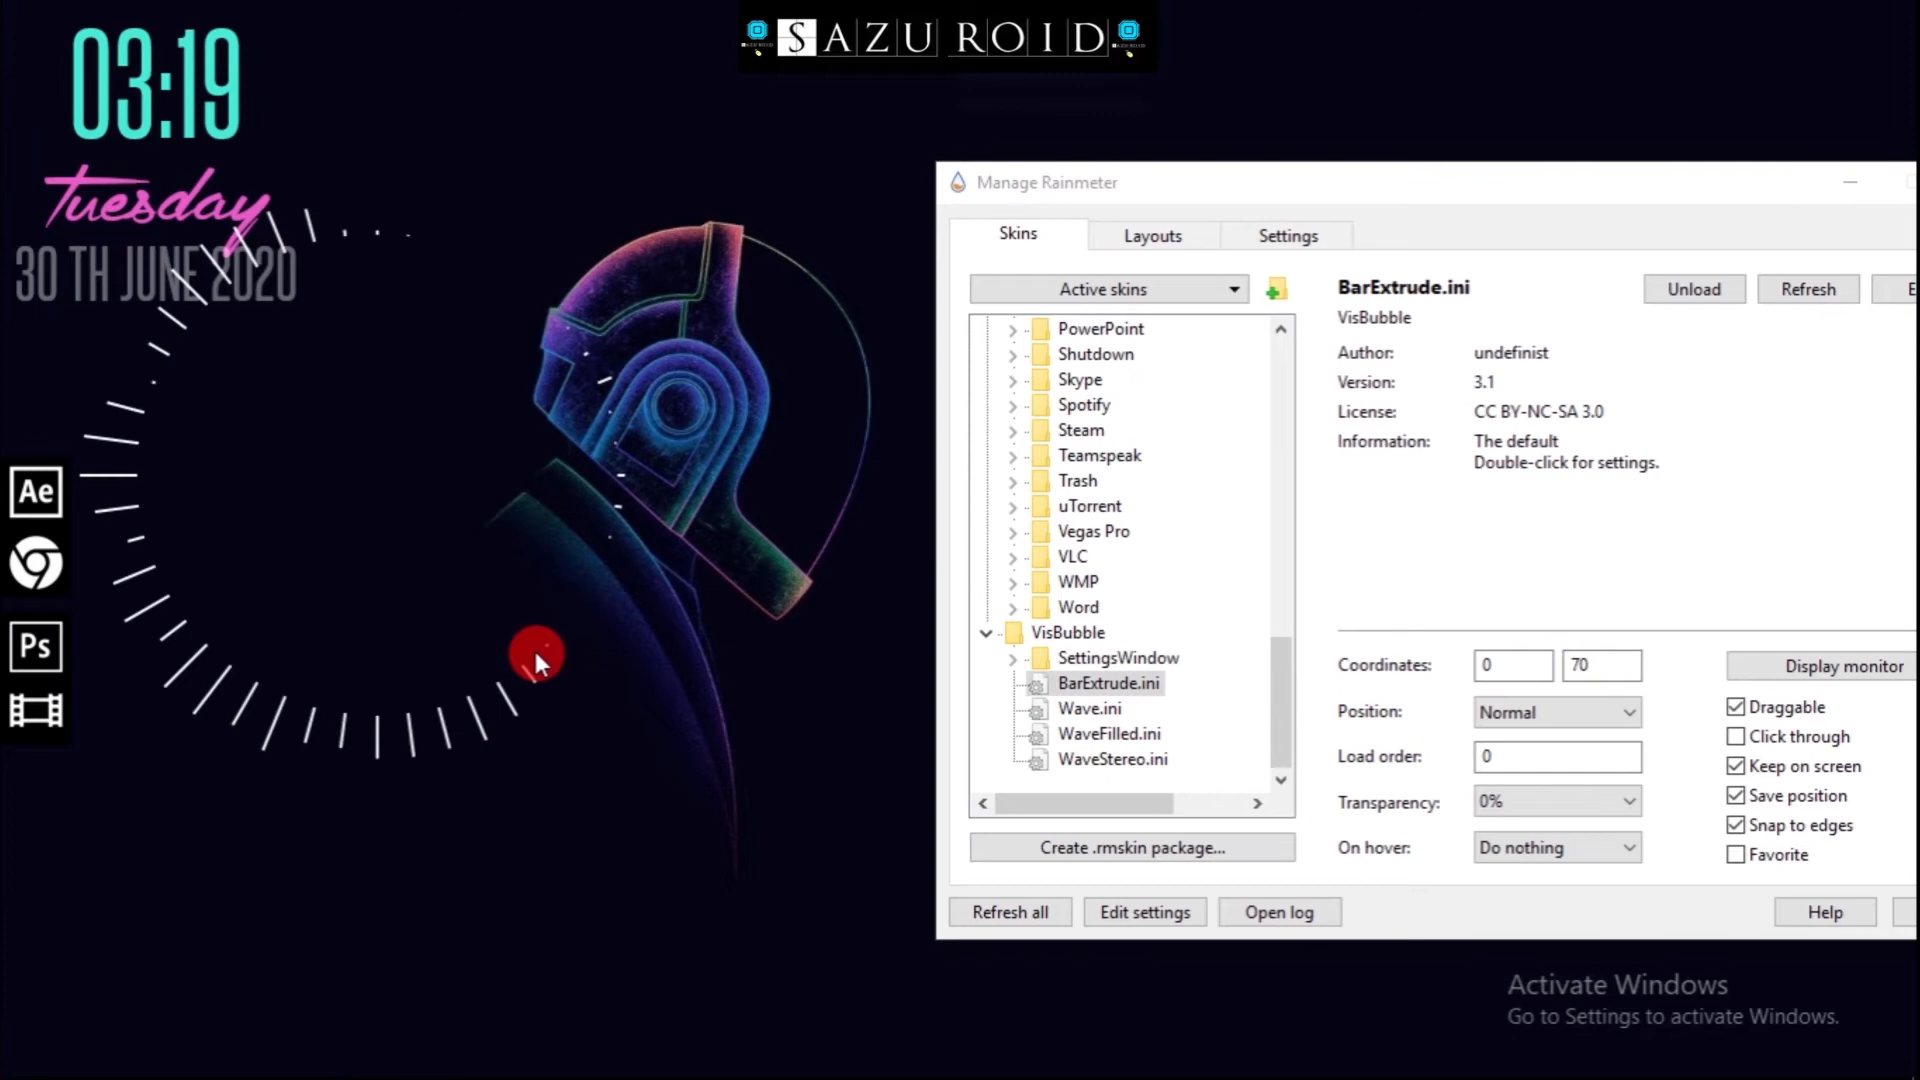 SAZU ROID
03:19
Tuesday
30 TH JUNE 2020
Ae
Ps
Manage Rainmeter
Skins
Layouts
Settings
Active skins
PowerPoint
Shutdown
Skype
Spotify
Steam
Teamspeak
Trash
uTorrent
Vegas Pro
VLC
WMP
Word
VisBubble
SettingsWindow
BarExtrude.ini
Wave.ini
WaveFilled.ini
WaveStereo.ini
Create .rmskin package...
BarExtrude.ini
Unload
Refresh
E
VisBubble
Author: undefinist
Version: 3.1
License: CC BY-NC-SA 3.0
Information: The default
Double-click for settings.
Coordinates: 0 70
Display monitor
Position: Normal
Load order: 0
Transparency: 0%
On hover: Do nothing
Draggable
Click through
Keep on screen
Save position
Snap to edges
Favorite
Refresh all
Edit settings
Open log
Help
Activate Windows
Go to Settings to activate Windows.